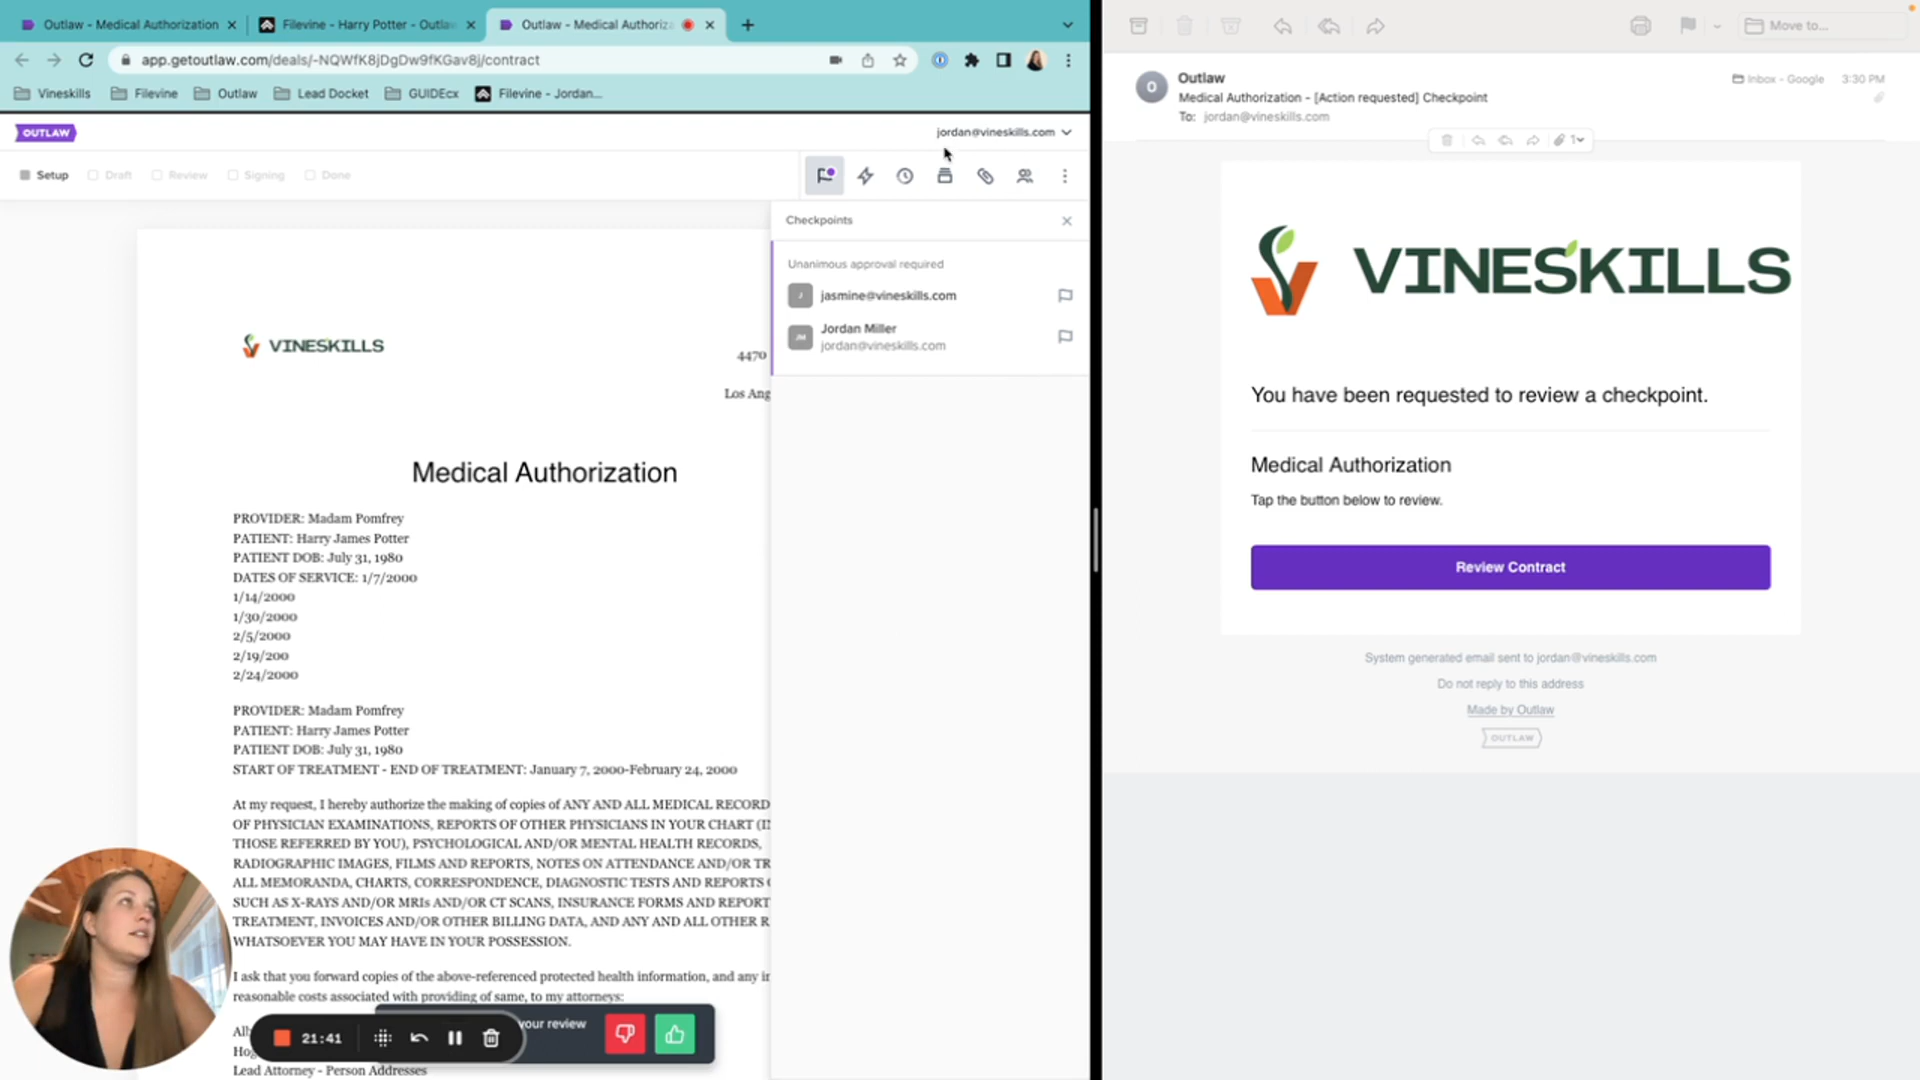 Outlaw - Medical Authorization
Filevine - Harry Potter - Outlaw
Outlaw - Medical Authoriz
app.getoutlaw.com/deals/-NQWfK8jDgDw9fKGav8j/contract
Vineskills
Filevine
Outlaw
Lead Docket
GUIDEcx
Filevine - Jordan...
OUTLAW
jordan@vineskills.com
Setup
Draft
Review
Signing
Done
Checkpoints
Unanimous approval required
J
jasmine@vineskills.com
JM
Jordan Miller
jordan@vineskills.com
VINESKILLS
4470
Los Ang
Medical Authorization
PROVIDER: Madam Pomfrey
PATIENT: Harry James Potter
PATIENT DOB: July 31, 1980
DATES OF SERVICE: 1/7/2000
1/14/2000
1/30/2000
2/5/2000
2/19/200
2/24/2000
PROVIDER: Madam Pomfrey
PATIENT: Harry James Potter
PATIENT DOB: July 31, 1980
START OF TREATMENT - END OF TREATMENT: January 7, 2000-February 24, 2000
At my request, I hereby authorize the making of copies of ANY AND ALL MEDICAL RECORD
OF PHYSICIAN EXAMINATIONS, REPORTS OF OTHER PHYSICIANS IN YOUR CHART (IN
THOSE REFERRED BY YOU), PSYCHOLOGICAL AND/OR MENTAL HEALTH RECORDS,
RADIOGRAPHIC IMAGES, FILMS AND REPORTS, NOTES ON ATTENDANCE AND/OR TR
ALL MEMORANDA, CHARTS, CORRESPONDENCE, DIAGNOSTIC TESTS AND REPORTS
SUCH AS X-RAYS AND/OR MRIs AND/OR CT SCANS, INSURANCE FORMS AND REPORT
TREATMENT, INVOICES AND/OR OTHER BILLING DATA, AND ANY AND ALL OTHER R
WHATSOEVER YOU MAY HAVE IN YOUR POSSESSION.
I ask that you forward copies of the above-referenced protected health information, and any in
reasonable costs associated with providing of same, to my attorneys:
Alb
Hog
Lead Attorney - Person Addresses
your review
21:41
Move to...
O
Outlaw
Inbox - Google
3:30 PM
Medical Authorization - [Action requested] Checkpoint
To: jordan@vineskills.com
1
VINESKILLS
You have been requested to review a checkpoint.
Medical Authorization
Tap the button below to review.
Review Contract
System generated email sent to jordan@vineskills.com
Do not reply to this address
Made by Outlaw
OUTLAW